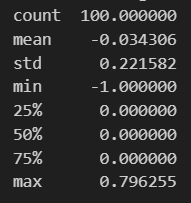 count 100.000000
mean -0.034306
std 0.221582
min -1.000000
25% 0.000000
50% 0.000000
75% 0.000000
max 0.796255